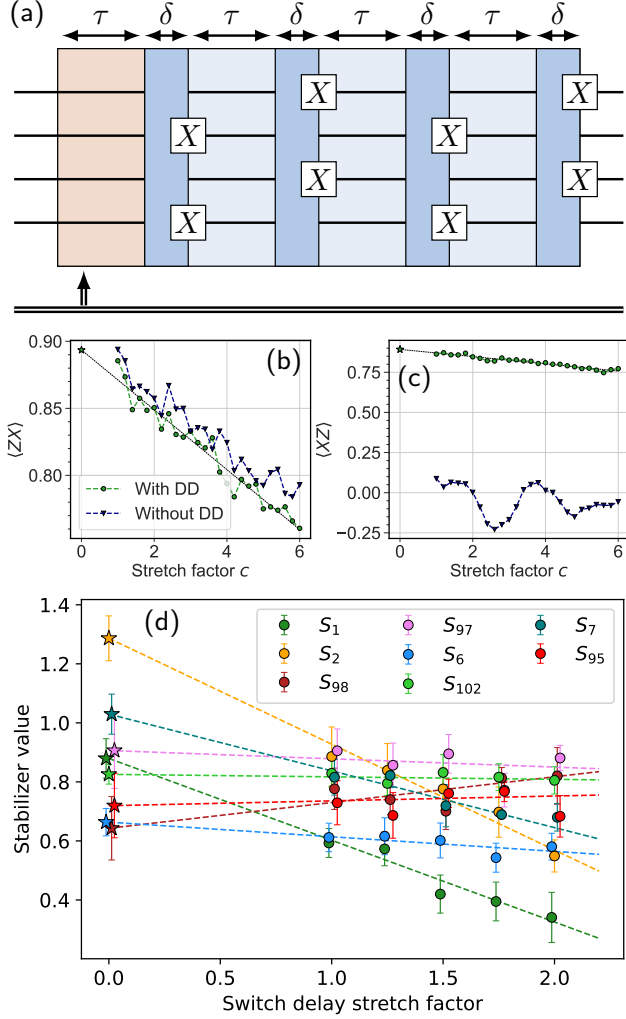 (a)
τ δ τ δ τ δ τ δ
X X
X X
X X
X X
(b)
⟨ZX⟩
0.90
0.85
0.80
With DD
Without DD
0 2 4 6
Stretch factor c
(c)
⟨XZ⟩
0.75
0.50
0.25
0.00
−0.25
0 2 4 6
Stretch factor c
(d)
Stabilizer value
1.4
1.2
1.0
0.8
0.6
0.4
S1 S97 S7
S2 S6 S95
S98 S102
0.0 0.5 1.0 1.5 2.0
Switch delay stretch factor